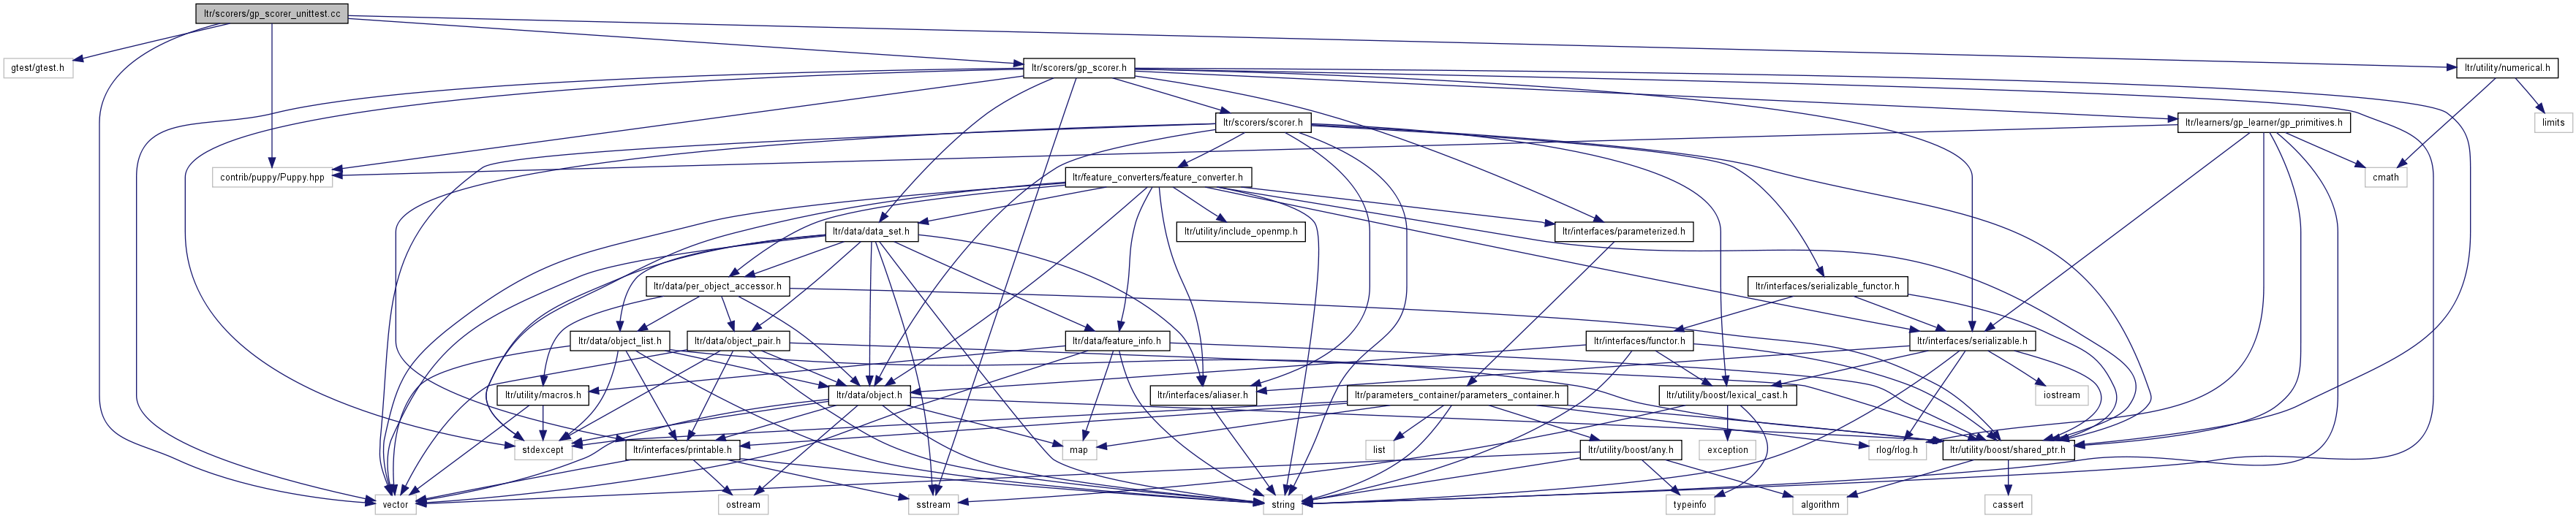 ltr/scorers/gp_scorer_unittest.cc
gtest/gtest.h
ltr/scorers/gp_scorer.h
ltr/utility/numerical.h
ltr/scorers/scorer.h
ltr/learners/gp_learner/gp_primitives.h
limits
contrib/puppy/Puppy.hpp
ltr/feature_converters/feature_converter.h
cmath
ltr/data/data_set.h
ltr/utility/include_openmp.h
ltr/interfaces/parameterized.h
ltr/data/per_object_accessor.h
ltr/interfaces/serializable_functor.h
ltr/data/object_list.h
ltr/data/object_pair.h
ltr/data/feature_info.h
ltr/interfaces/functor.h
ltr/interfaces/serializable.h
ltr/utility/macros.h
ltr/data/object.h
ltr/interfaces/aliaser.h
ltr/parameters_container/parameters_container.h
ltr/utility/boost/lexical_cast.h
iostream
stdexcept
ltr/interfaces/printable.h
map
list
ltr/utility/boost/any.h
exception
rlog/rlog.h
ltr/utility/boost/shared_ptr.h
vector
ostream
sstream
string
typeinfo
algorithm
cassert